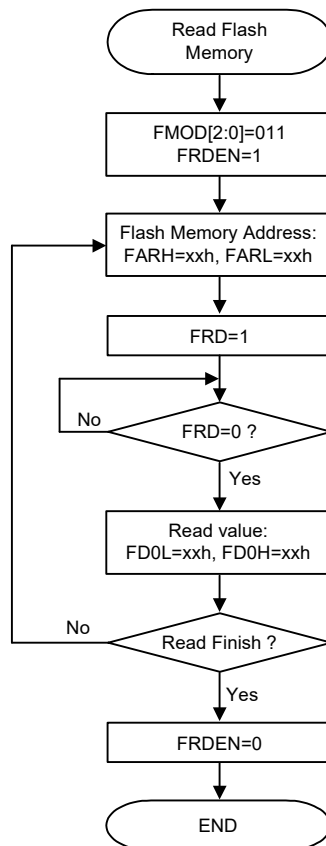 Read Flash
Memory
FMOD[2:0]=011
FRDEN=1
Flash Memory Address:
FARH=xxh, FARL=xxh
FRD=1
No
FRD=0 ?
Yes
Read value:
FD0L=xxh, FD0H=xxh
No
Read Finish ?
Yes
FRDEN=0
END